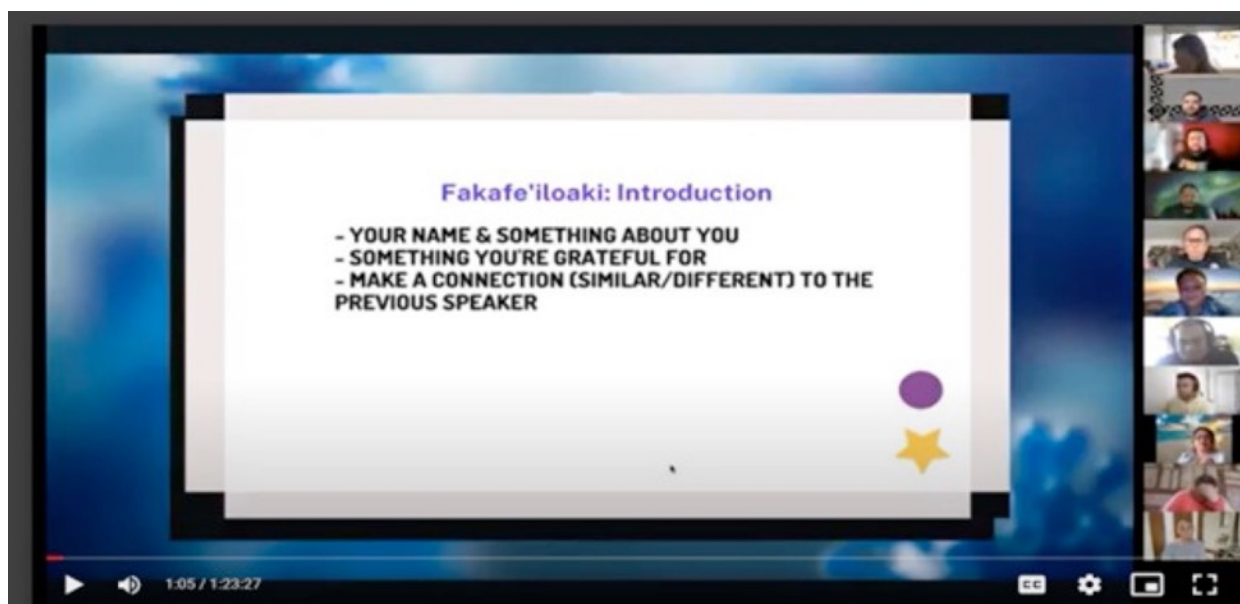 Fakafe'iloaki: Introduction
- YOUR NAME & SOMETHING ABOUT YOU
- SOMETHING YOU'RE GRATEFUL FOR
- MAKE A CONNECTION (SIMILAR/DIFFERENT) TO THE
PREVIOUS SPEAKER
1:05 / 1:23:27
CC